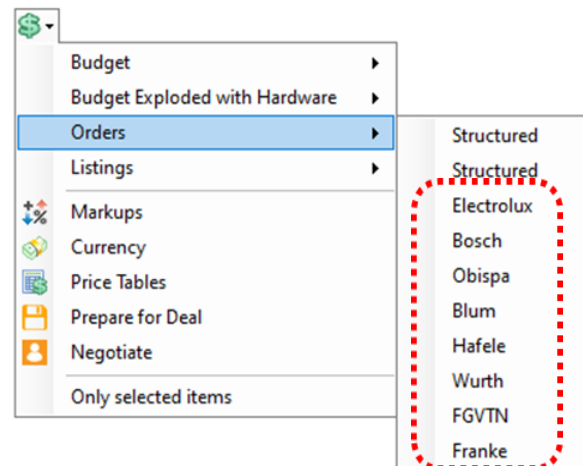 Budget
Budget Exploded with Hardware
Orders
Listings
Markups
Currency
Price Tables
Prepare for Deal
Negotiate
Only selected items
Structured
Structured
Electrolux
Bosch
Obispa
Blum
Hafele
Wurth
FGVTN
Franke